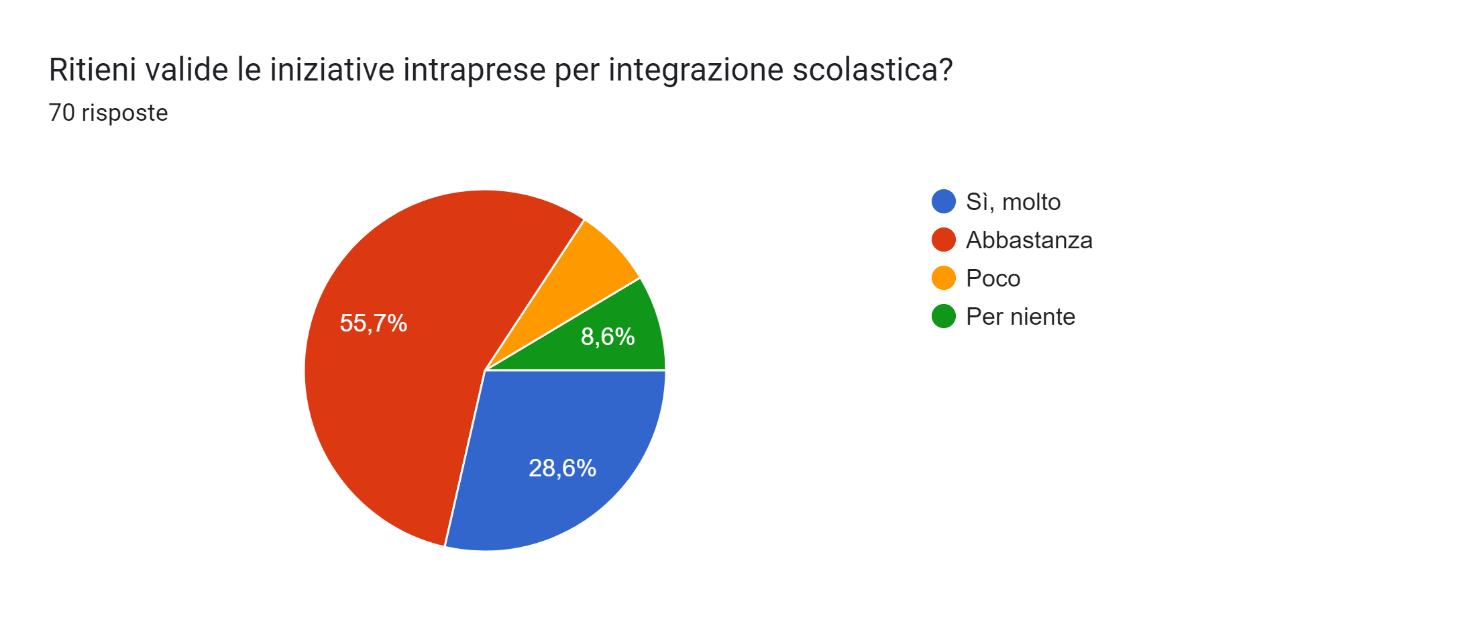 Ritieni valide le iniziative intraprese per integrazione scolastica?
70 risposte
Sì, molto
Abbastanza
Poco
Per niente
55,7%
8,6%
28,6%